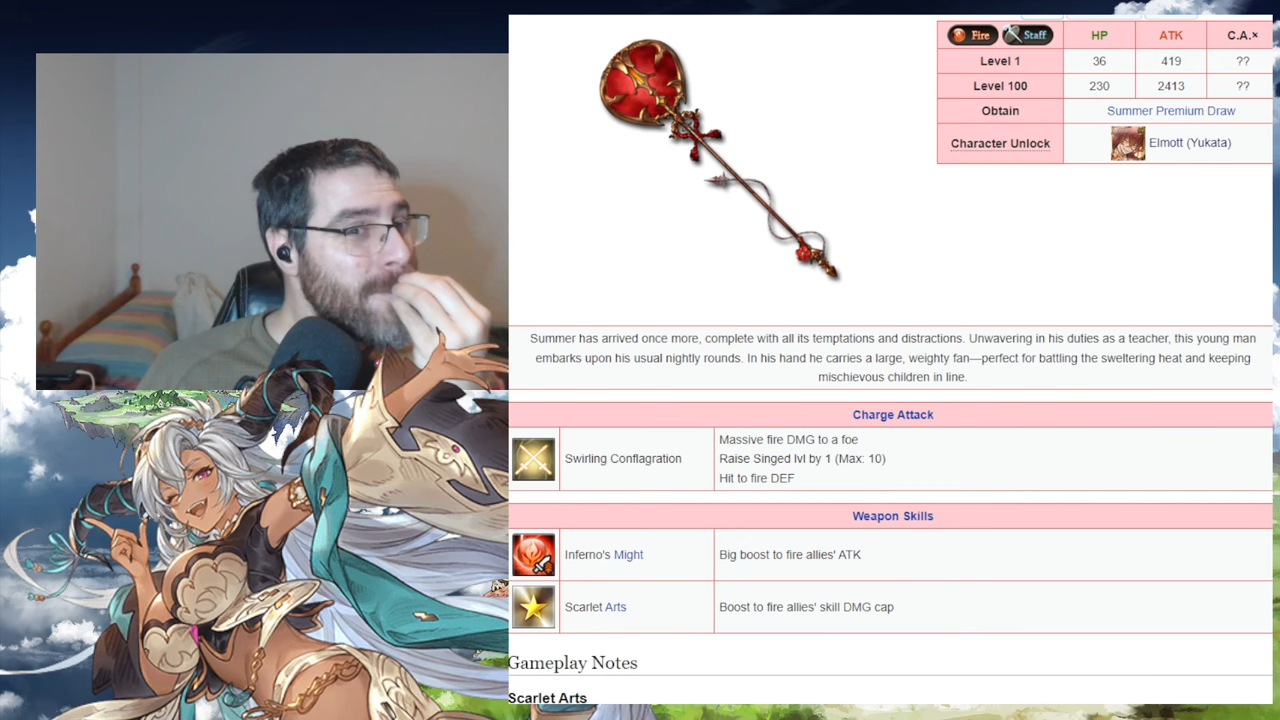 Fire Staff HP ATK C.A.×
Level 1 36 419 ??
Level 100 230 2413 ??
Obtain Summer Premium Draw
Character Unlock Elmott (Yukata)
Summer has arrived once more, complete with all its temptations and distractions. Unwavering in his duties as a teacher, this young man
embarks upon his usual nightly rounds. In his hand he carries a large, weighty fan—perfect for battling the sweltering heat and keeping
mischievous children in line.
Charge Attack
Swirling Conflagration
Massive fire DMG to a foe
Raise Singed lvl by 1 (Max: 10)
Hit to fire DEF
Weapon Skills
Inferno's Might Big boost to fire allies' ATK
Scarlet Arts Boost to fire allies' skill DMG cap
Gameplay Notes
Scarlet Arts